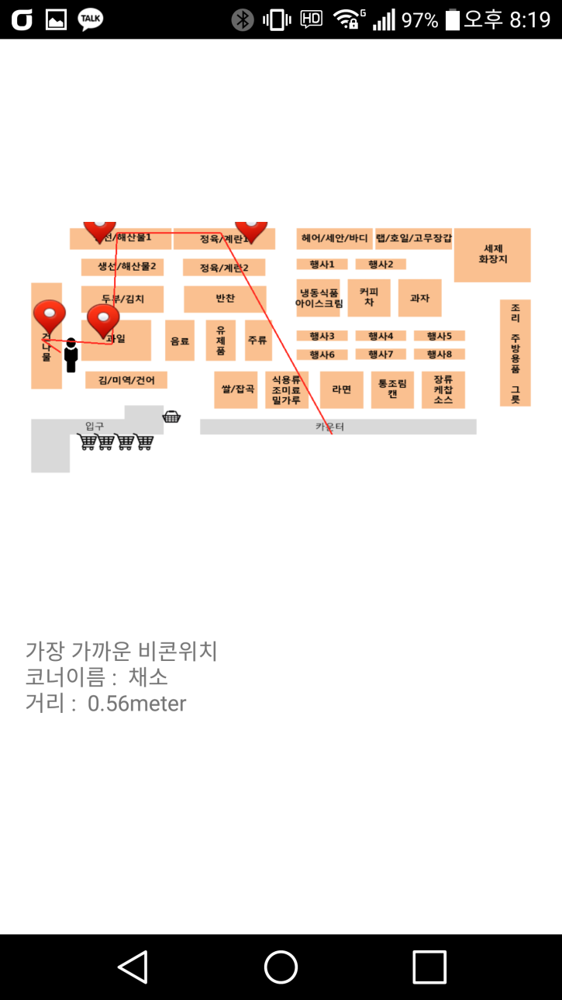 TALK
HD
G
97%
오후 8:19
선/해산물1
정육/계란1
헤어/세안/바디
랩/호일/고무장갑
세제
화장지
생선/해산물2
정육/계란2
행사1
행사2
두부/김치
반찬
냉동식품
아이스크림
커피
차
과자
조리 주방용품 그릇
건나물
과일
음료
유제품
주류
행사3
행사4
행사5
행사6
행사7
행사8
김/미역/건어
쌀/잡곡
식용류
조미료
밀가루
라면
통조림
캔
장류
케찹
소스
입구
카운터
가장 가까운 비콘위치
코너이름 : 채소
거리 : 0.56meter